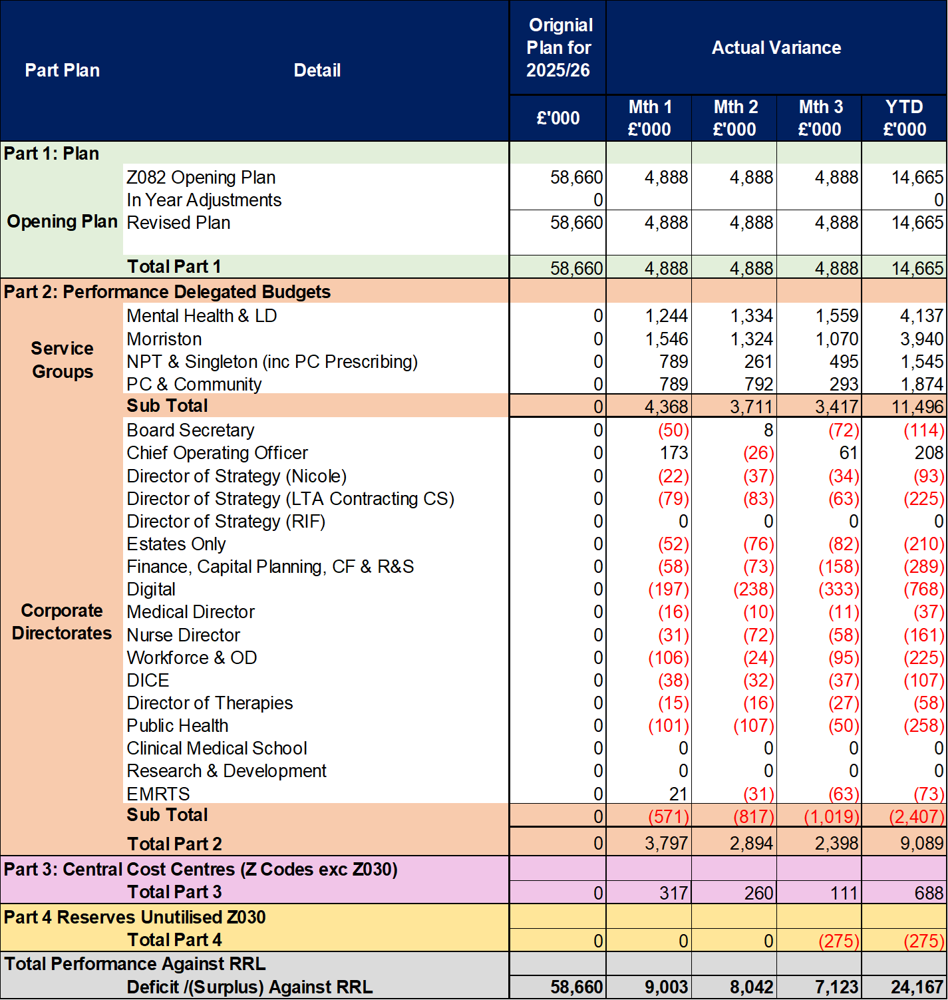 Part Plan Detail Orignial Plan for 2025/26 Actual Variance
£'000 Mth 1 £'000 Mth 2 £'000 Mth 3 £'000 YTD £'000
Part 1: Plan
Z082 Opening Plan 58,660 4,888 4,888 4,888 14,665
In Year Adjustments 0 0
Opening Plan Revised Plan 58,660 4,888 4,888 4,888 14,665
Total Part 1 58,660 4,888 4,888 4,888 14,665
Part 2: Performance Delegated Budgets
Service Groups
Mental Health & LD 0 1,244 1,334 1,559 4,137
Morriston 0 1,546 1,324 1,070 3,940
NPT & Singleton (inc PC Prescribing) 0 789 261 495 1,545
PC & Community 0 789 792 293 1,874
Sub Total 0 4,368 3,711 3,417 11,496
Corporate Directorates
Board Secretary 0 (50) 8 (72) (114)
Chief Operating Officer 0 173 (26) 61 208
Director of Strategy (Nicole) 0 (22) (37) (34) (93)
Director of Strategy (LTA Contracting CS) 0 (79) (83) (63) (225)
Director of Strategy (RIF) 0 0 0 0 0
Estates Only 0 (52) (76) (82) (210)
Finance, Capital Planning, CF & R&S 0 (58) (73) (158) (289)
Digital 0 (197) (238) (333) (768)
Medical Director 0 (16) (10) (11) (37)
Nurse Director 0 (31) (72) (58) (161)
Workforce & OD 0 (106) (24) (95) (225)
DICE 0 (38) (32) (37) (107)
Director of Therapies 0 (15) (16) (27) (58)
Public Health 0 (101) (107) (50) (258)
Clinical Medical School 0 0 0 0 0
Research & Development 0 0 0 0 0
EMRTS 0 21 (31) (63) (73)
Sub Total 0 (571) (817) (1,019) (2,407)
Total Part 2 0 3,797 2,894 2,398 9,089
Part 3: Central Cost Centres (Z Codes exc Z030)
Total Part 3 0 317 260 111 688
Part 4 Reserves Unutilised Z030
Total Part 4 0 0 0 (275) (275)
Total Performance Against RRL
Deficit /(Surplus) Against RRL 58,660 9,003 8,042 7,123 24,167